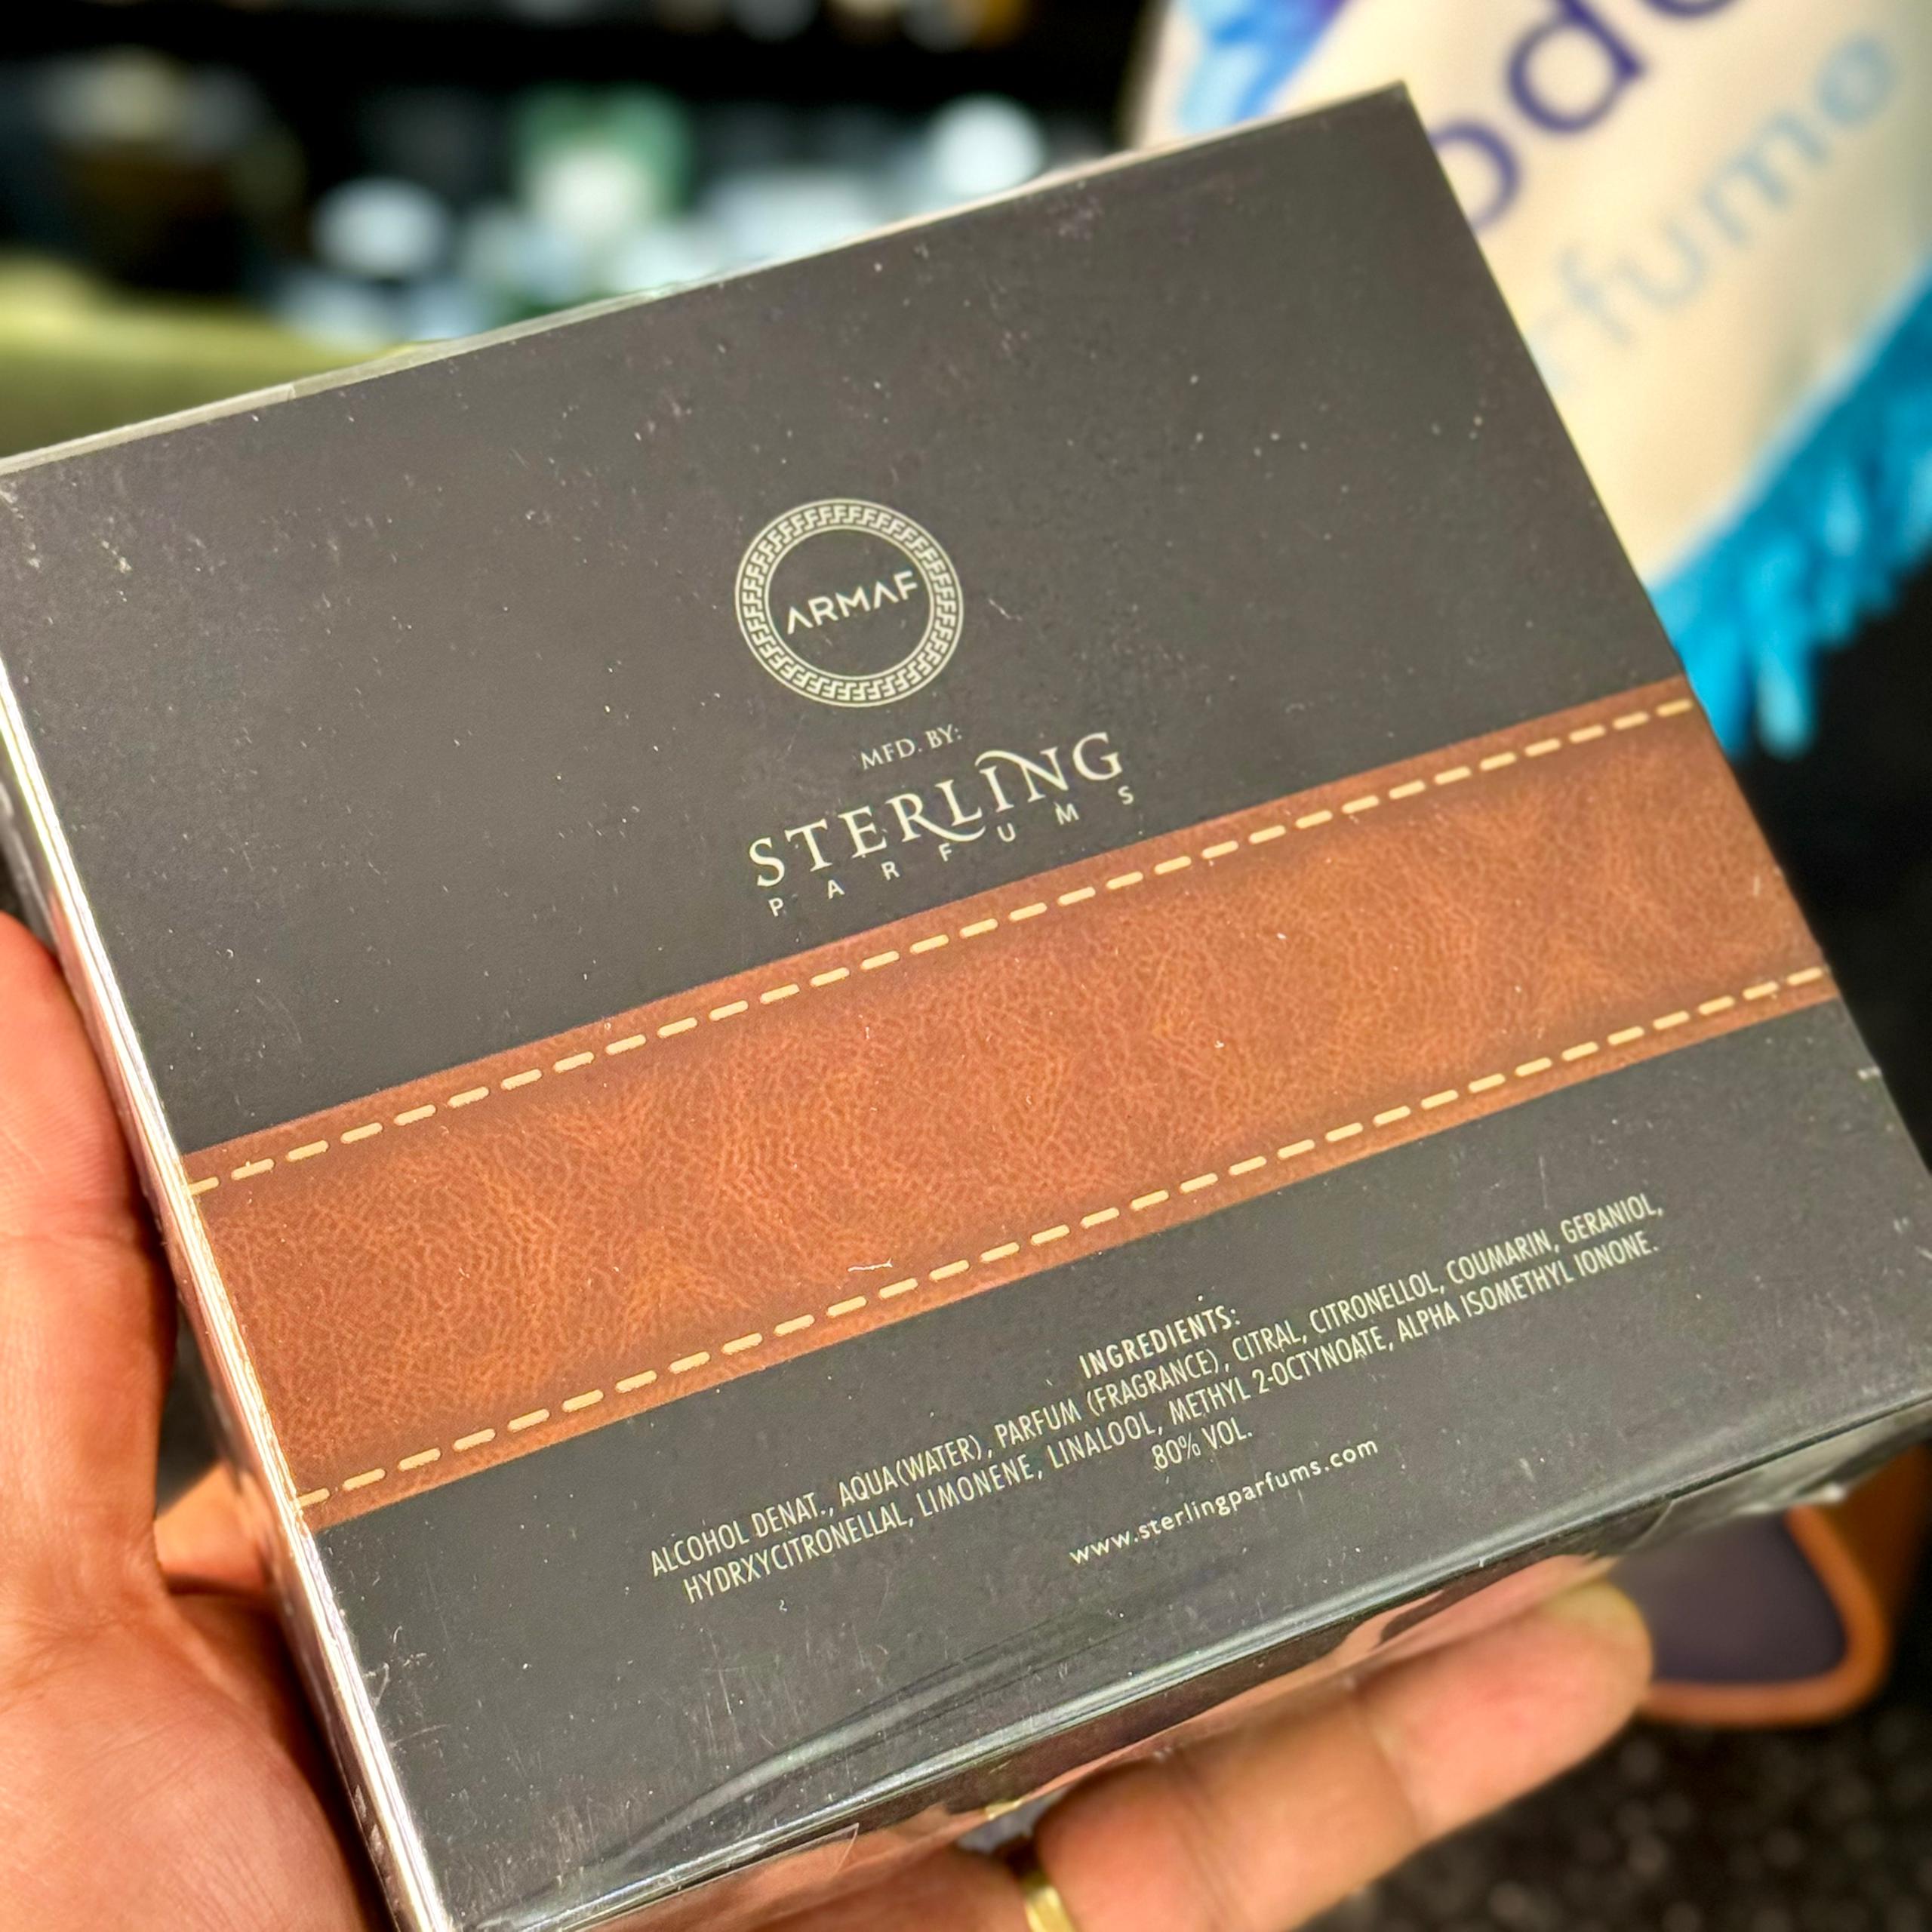 ARMAF
MFD. BY:
STERLING
PARFUMS
INGREDIENTS:
ALCOHOL DENAT., AQUA(WATER), PARFUM (FRAGRANCE), CITRAL, CITRONELLOL, COUMARIN, GERANIOL,
HYDRXYCITRONELLAL, LIMONENE, LINALOOL, METHYL 2-OCTYNOATE, ALPHA ISOMETHYL IONONE.
80% VOL.
www.sterlingparfums.com